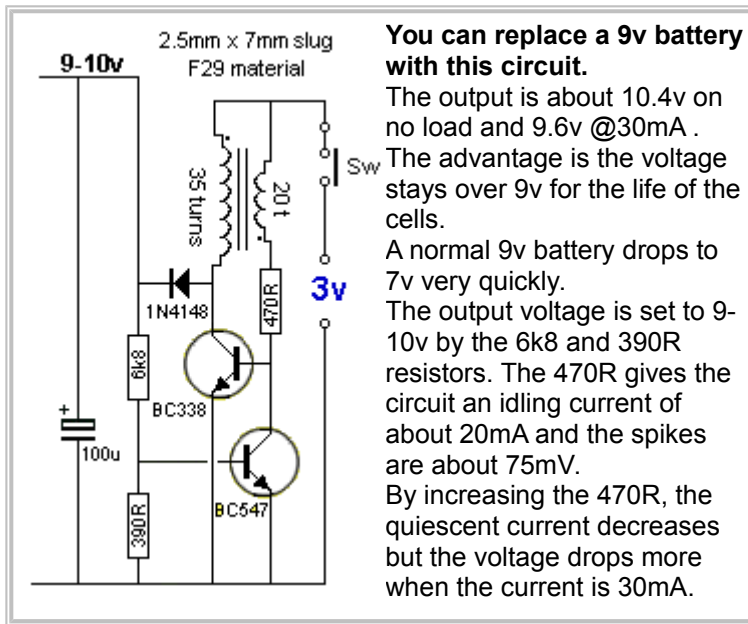 2.5mm x 7mm slug
F29 material
9-10v
35 turns
20t
Sw
3v
470R
1N4148
6k8
BC338
+
100u
BC547
390R
You can replace a 9v battery
with this circuit.
The output is about 10.4v on
no load and 9.6v @30mA .
The advantage is the voltage
stays over 9v for the life of the
cells.
A normal 9v battery drops to
7v very quickly.
The output voltage is set to 9-
10v by the 6k8 and 390R
resistors. The 470R gives the
circuit an idling current of
about 20mA and the spikes
are about 75mV.
By increasing the 470R, the
quiescent current decreases
but the voltage drops more
when the current is 30mA.